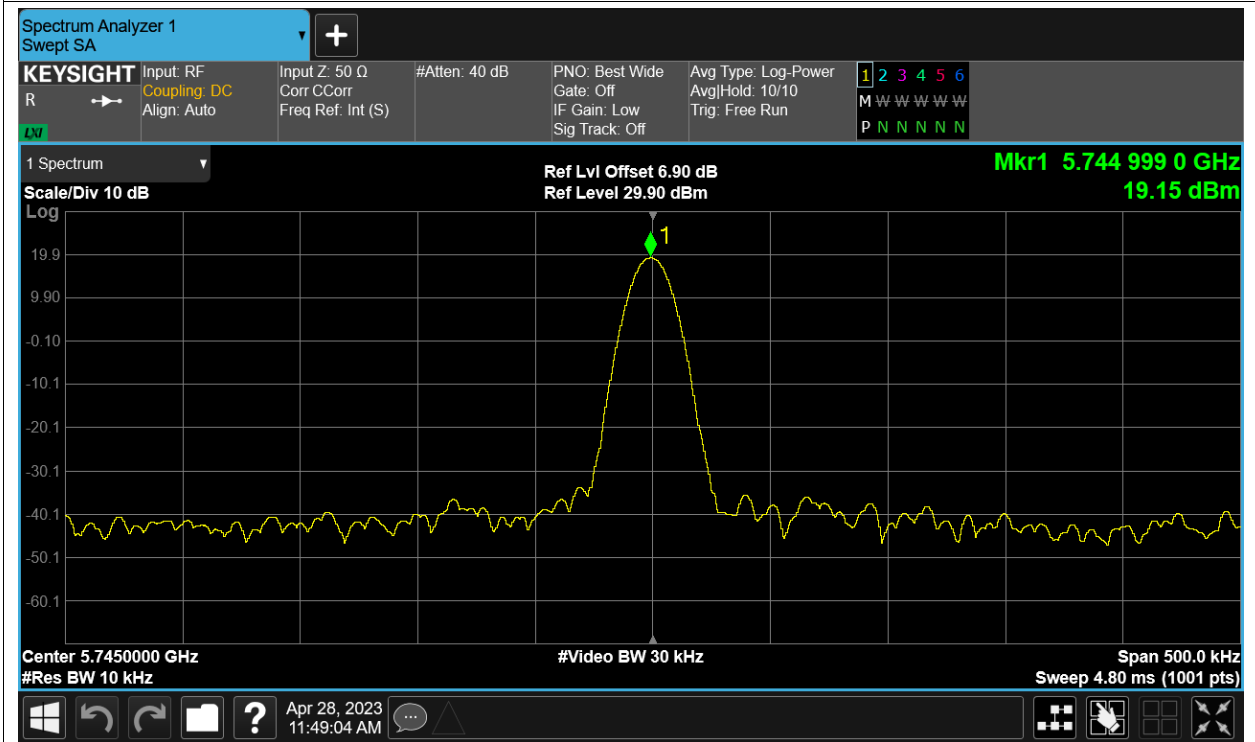 Spectrum Analyzer 1
Swept SA
+
KEYSIGHT Input: RF Input Z: 50 Ω #Atten: 40 dB PNO: Best Wide Avg Type: Log-Power 1 2 3 4 5 6
R Coupling: DC Corr CCorr Gate: Off Avg|Hold: 10/10 M W W W W W
Align: Auto Freq Ref: Int (S) IF Gain: Low Trig: Free Run
LXI Sig Track: Off P N N N N N
1 Spectrum Ref Lvl Offset 6.90 dB Mkr1 5.744 999 0 GHz
Scale/Div 10 dB Ref Level 29.90 dBm 19.15 dBm
Log
1
19.9
9.90
-0.10
-10.1
-20.1
-30.1
-40.1
-50.1
-60.1
Center 5.7450000 GHz #Video BW 30 kHz Span 500.0 kHz
#Res BW 10 kHz Sweep 4.80 ms (1001 pts)
? Apr 28, 2023
11:49:04 AM